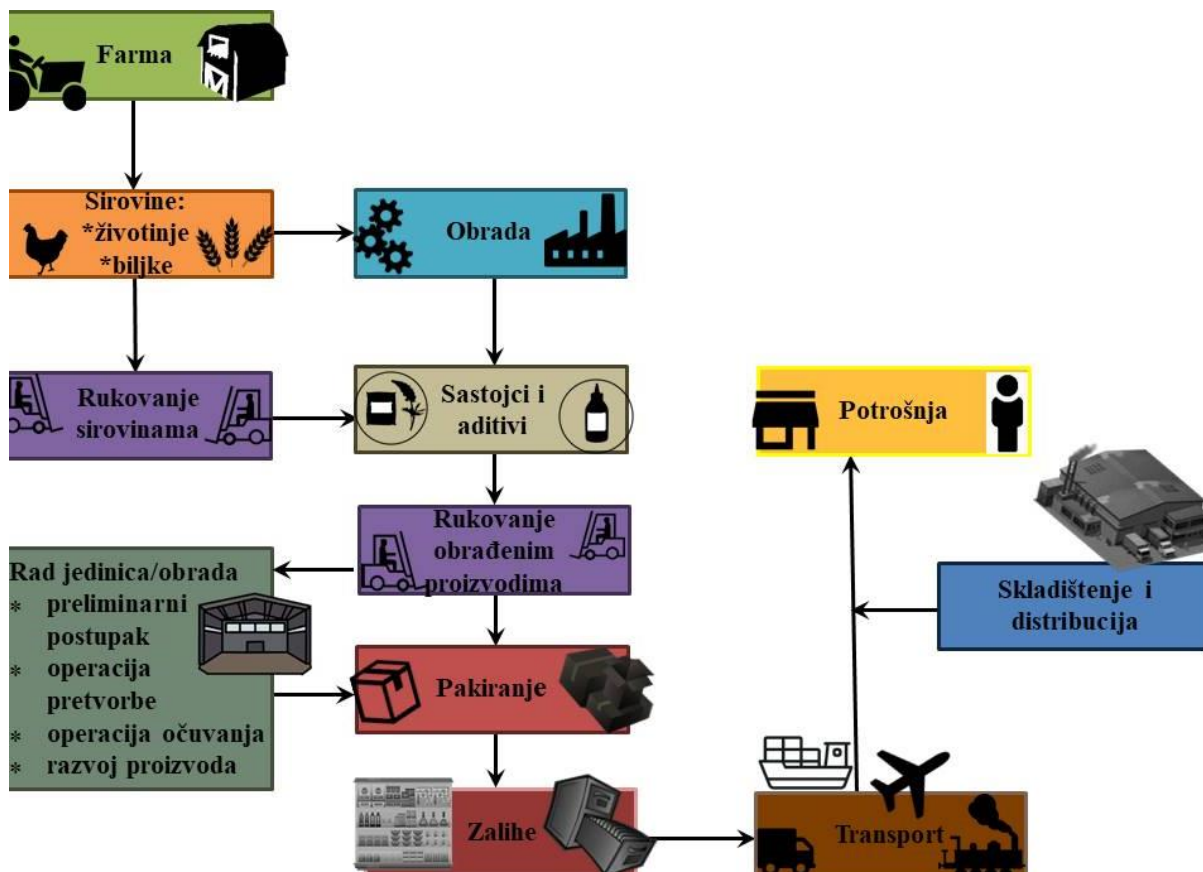 Farma
Sirovine:
*životinje
*biljke
Obrada
Rukovanje
sirovinama
Sastojci i
aditivi
Potrošnja
Rukovanje
obrađenim
proizvodima
Rad jedinica/obrada
* preliminarni
postupak
* operacija
pretvorbe
* operacija očuvanja
* razvoj proizvoda
Skladištenje i
distribucija
Pakiranje
Zalihe
Transport